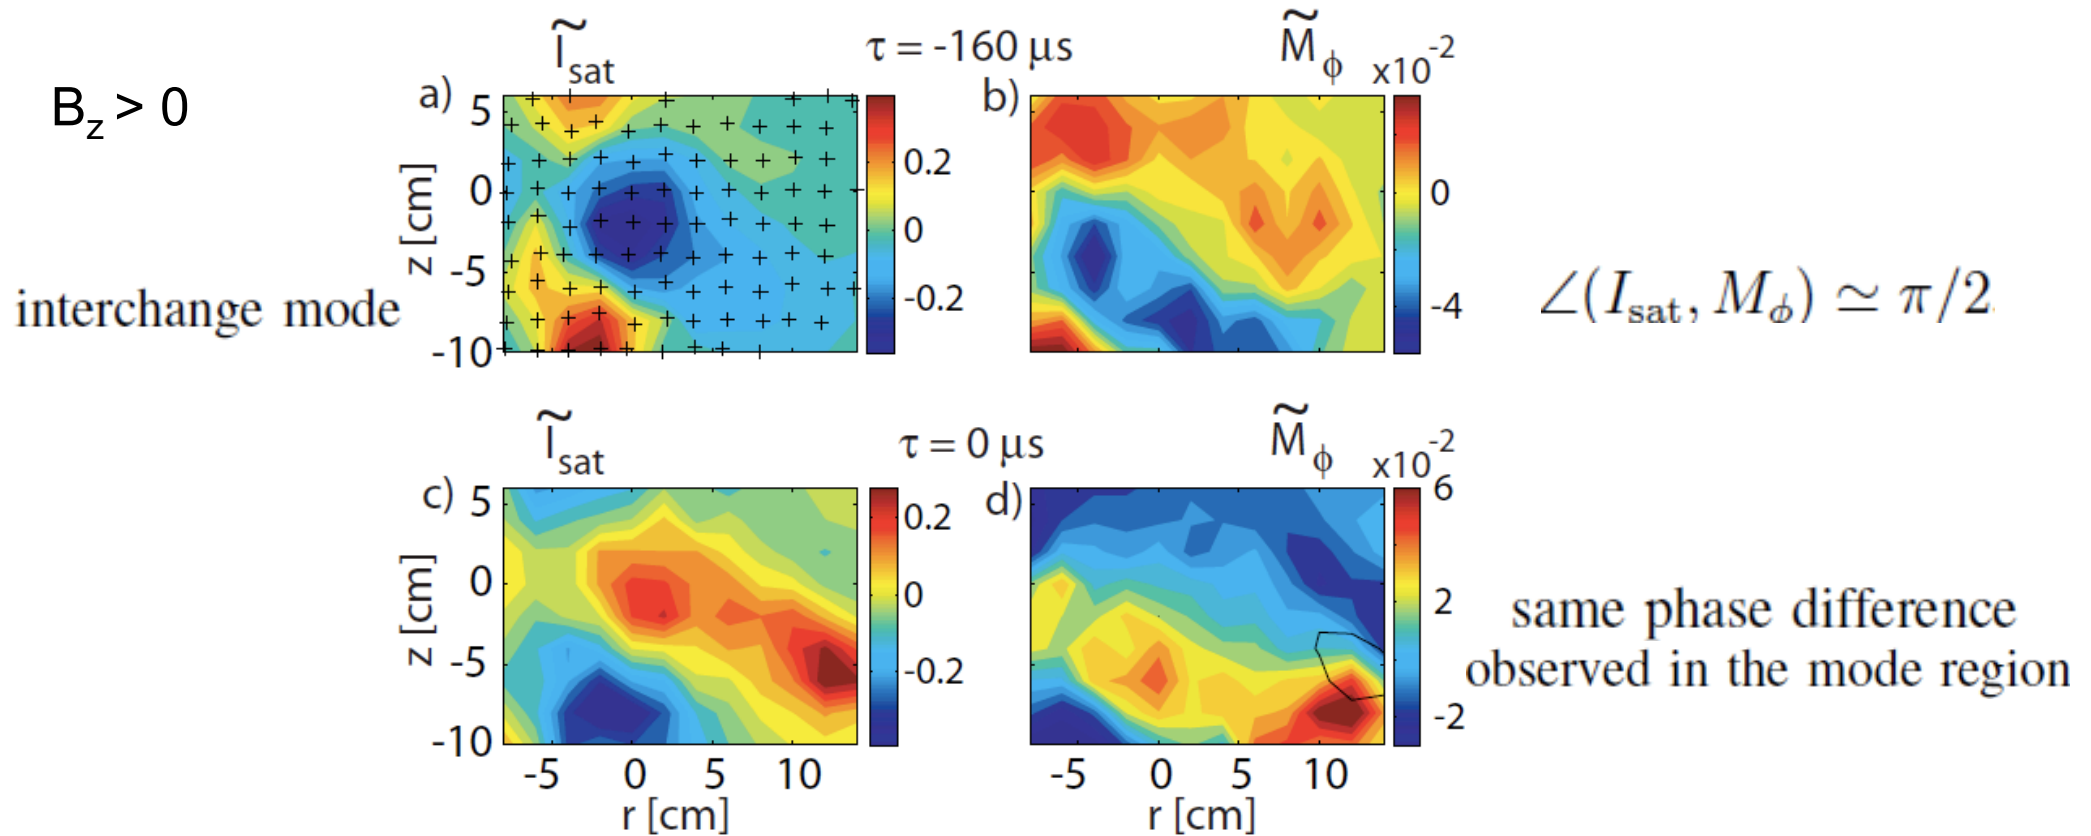 B_z > 0
interchange mode
Ĩ_sat
τ = -160 μs
M̃_ϕ
x10^-2
a)
5
0
-5
-10
z [cm]
0.2
0
-0.2
b)
0
-4
∠(I_sat, M_ϕ) ≃ π/2.
Ĩ_sat
τ = 0 μs
M̃_ϕ
x10^-2
c)
5
0
-5
-10
z [cm]
-5 0 5 10
r [cm]
0.2
0
-0.2
d)
-5 0 5 10
r [cm]
6
2
-2
same phase difference
observed in the mode region